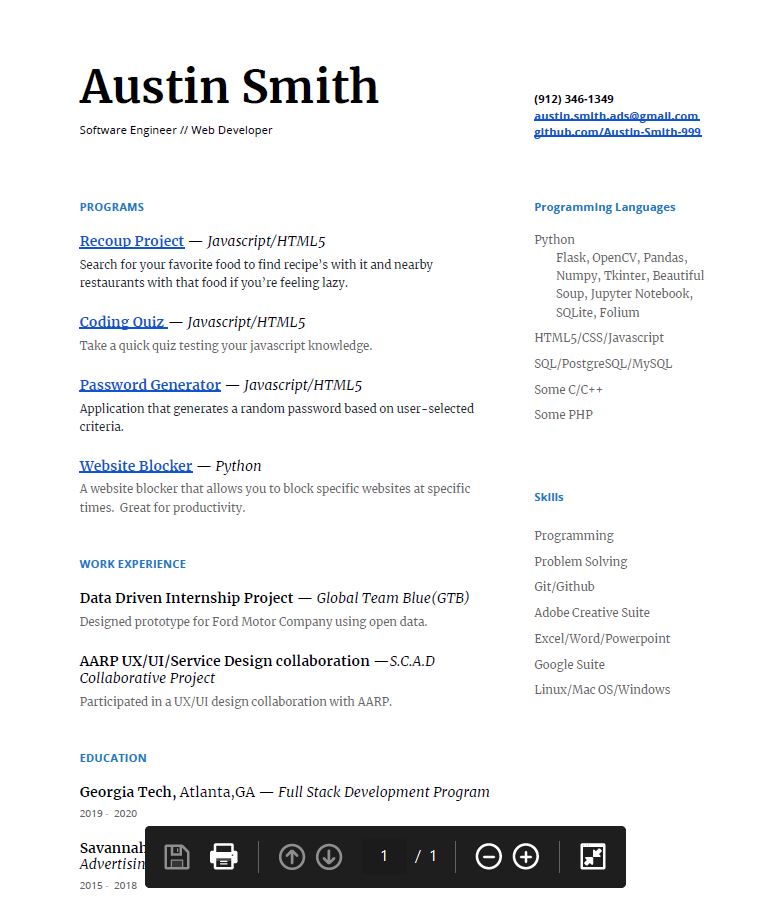 Austin Smith
Software Engineer // Web Developer
(912) 346-1349
austin.smith.ads@gmail.com
github.com/Austin-Smith-999
PROGRAMS
Recoup Project — Javascript/HTML5
Search for your favorite food to find recipe's with it and nearby
restaurants with that food if you're feeling lazy.
Coding Quiz — Javascript/HTML5
Take a quick quiz testing your javascript knowledge.
Password Generator — Javascript/HTML5
Application that generates a random password based on user-selected
criteria.
Website Blocker — Python
A website blocker that allows you to block specific websites at specific
times. Great for productivity.
WORK EXPERIENCE
Data Driven Internship Project — Global Team Blue(GTB)
Designed prototype for Ford Motor Company using open data.
AARP UX/UI/Service Design collaboration —S.C.A.D
Collaborative Project
Participated in a UX/UI design collaboration with AARP.
EDUCATION
Georgia Tech, Atlanta,GA — Full Stack Development Program
2019 - 2020
Savannah
Advertisin
2015 - 2018
Programming Languages
Python
Flask, OpenCV, Pandas,
Numpy, Tkinter, Beautiful
Soup, Jupyter Notebook,
SQLite, Folium
HTML5/CSS/Javascript
SQL/PostgreSQL/MySQL
Some C/C++
Some PHP
Skills
Programming
Problem Solving
Git/Github
Adobe Creative Suite
Excel/Word/Powerpoint
Google Suite
Linux/Mac OS/Windows
1 / 1